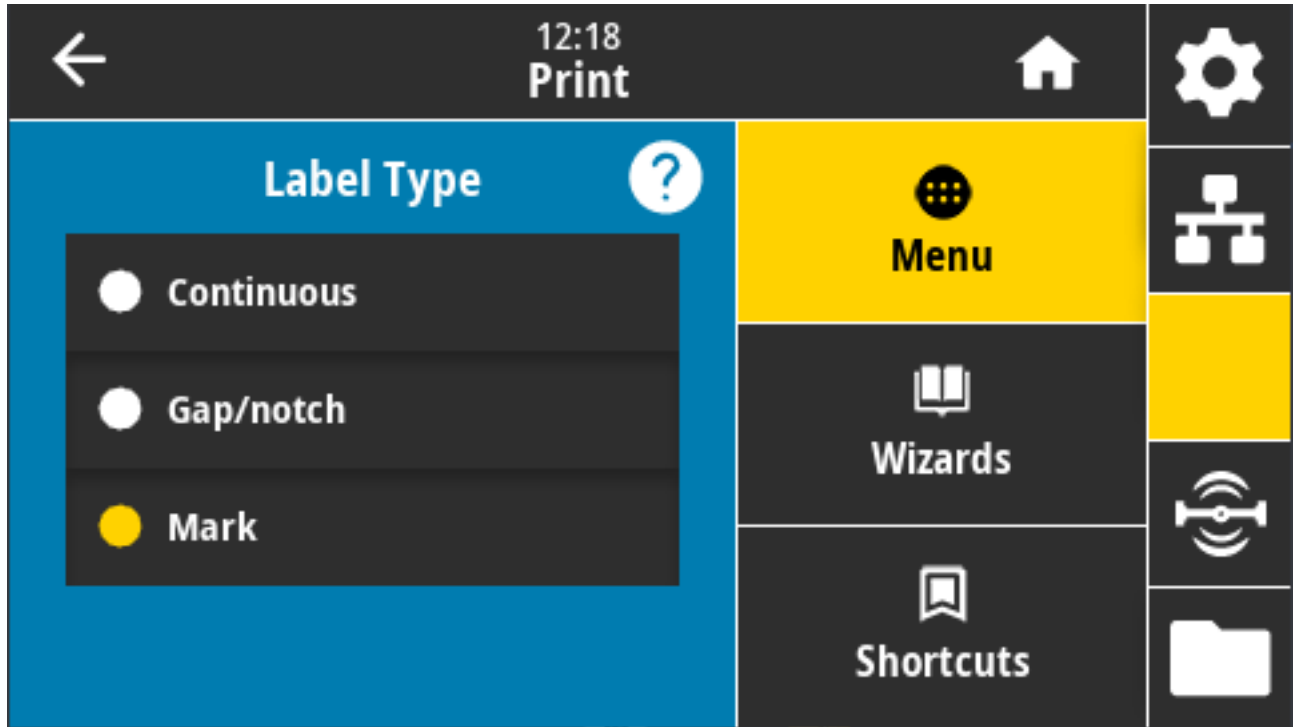 12:18
Print
Label Type
?
Continuous
Gap/notch
Mark
Menu
Wizards
Shortcuts